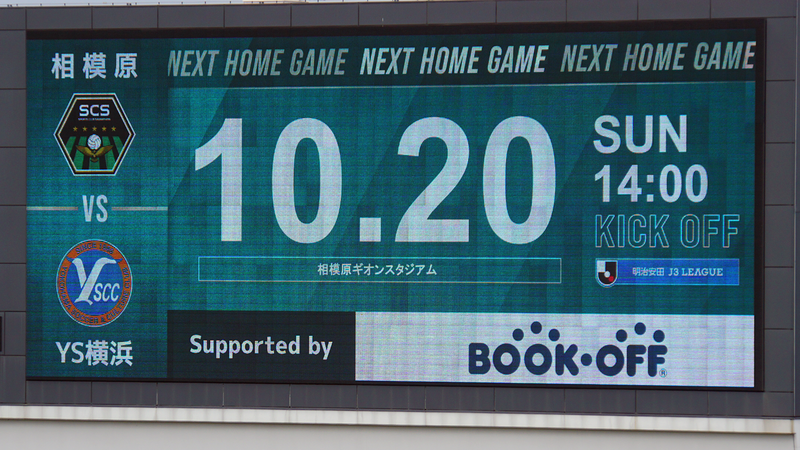 相模原
SCS
VS
SINCE 1986
YSCC
YS横浜
NEXT HOME GAME NEXT HOME GAME NEXT HOME GAME
10.20
SUN
14:00
KICK OFF
相模原ギオンスタジアム
明治安田 J3 LEAGUE
Supported by
BOOK・OFF
®